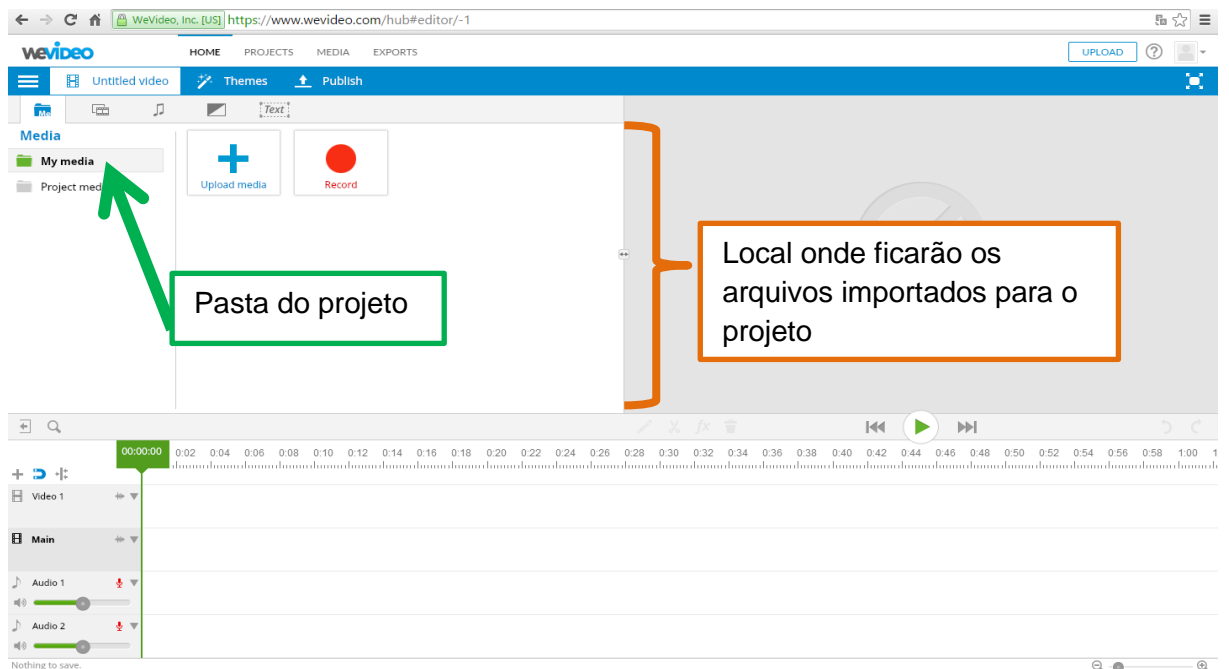 WeVideo, Inc. [US] https://www.wevideo.com/hub#editor/-1
WeVIDEO HOME PROJECTS MEDIA EXPORTS UPLOAD ?
Untitled video Themes Publish
Me Text
Media
My media
Project med
Upload media Record
Pasta do projeto
Local onde ficarão os
arquivos importados para o
projeto
fx
00:00:00 0:02 0:04 0:06 0:08 0:10 0:12 0:14 0:16 0:18 0:20 0:22 0:24 0:26 0:28 0:30 0:32 0:34 0:36 0:38 0:40 0:42 0:44 0:46 0:48 0:50 0:52 0:54 0:56 0:58 1:00 1
Video 1
Main
Audio 1
Audio 2
Nothing to save.